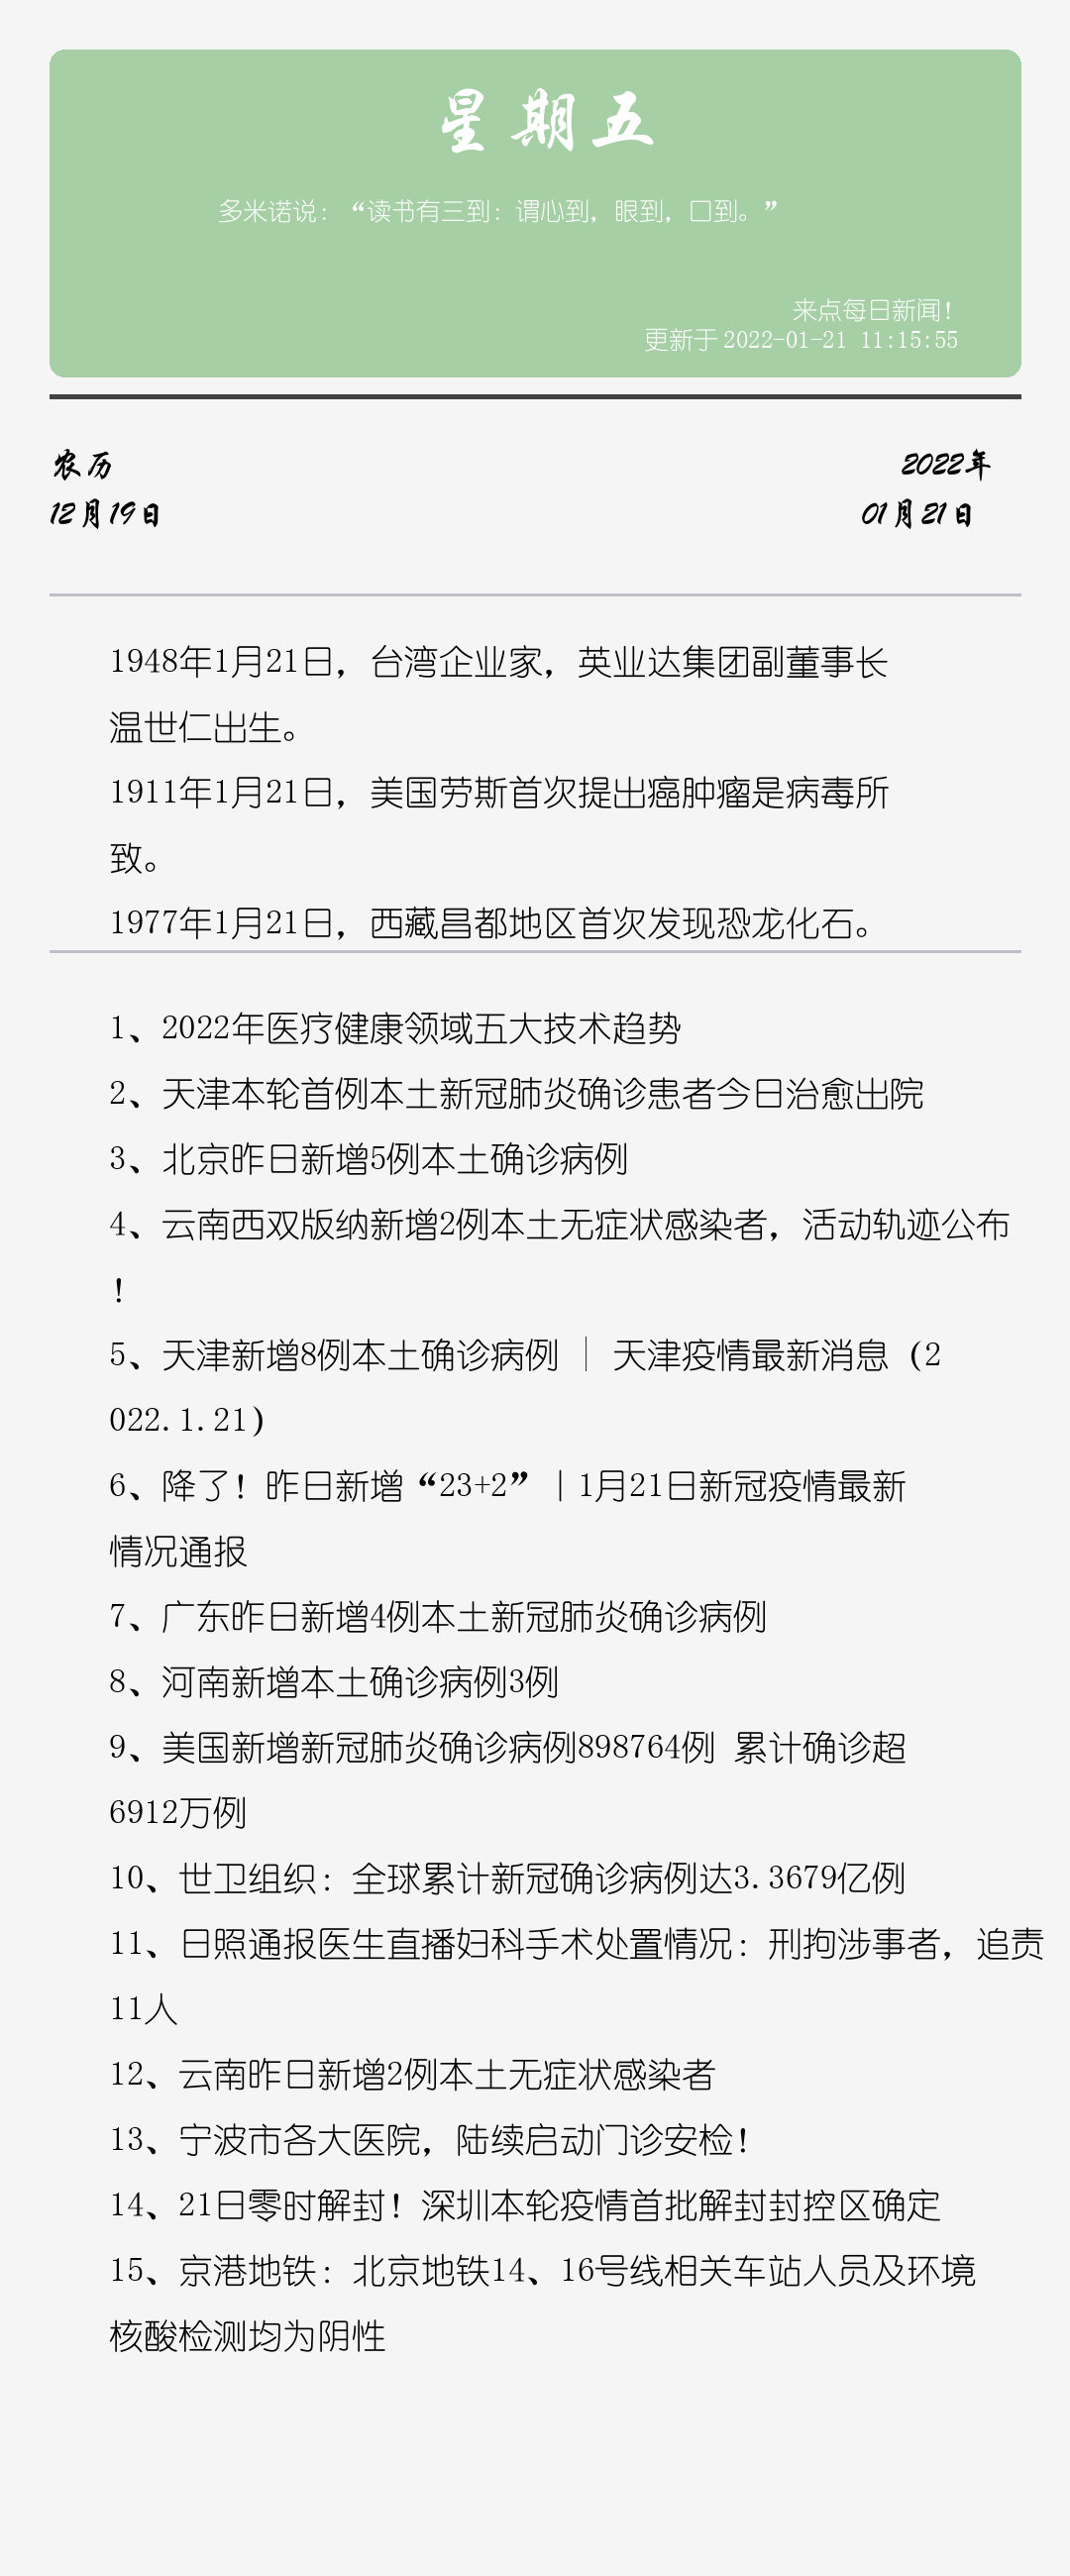 星期五
多米诺说：“读书有三到：谓心到，眼到，口到。”
来点每日新闻！
更新于 2022-01-21 11:15:55
农历
2022年
12月19日
01月21日
1948年1月21日，台湾企业家，英业达集团副董事长
温世仁出生。
1911年1月21日，美国劳斯首次提出癌肿瘤是病毒所
致。
1977年1月21日，西藏昌都地区首次发现恐龙化石。
1、2022年医疗健康领域五大技术趋势
2、天津本轮首例本土新冠肺炎确诊患者今日治愈出院
3、北京昨日新增5例本土确诊病例
4、云南西双版纳新增2例本土无症状感染者，活动轨迹公布
！
5、天津新增8例本土确诊病例 │ 天津疫情最新消息（2
022.1.21）
6、降了！昨日新增“23+2”｜1月21日新冠疫情最新
情况通报
7、广东昨日新增4例本土新冠肺炎确诊病例
8、河南新增本土确诊病例3例
9、美国新增新冠肺炎确诊病例898764例 累计确诊超
6912万例
10、世卫组织：全球累计新冠确诊病例达3.3679亿例
11、日照通报医生直播妇科手术处置情况：刑拘涉事者，追责
11人
12、云南昨日新增2例本土无症状感染者
13、宁波市各大医院，陆续启动门诊安检！
14、21日零时解封！深圳本轮疫情首批解封封控区确定
15、京港地铁：北京地铁14、16号线相关车站人员及环境
核酸检测均为阴性